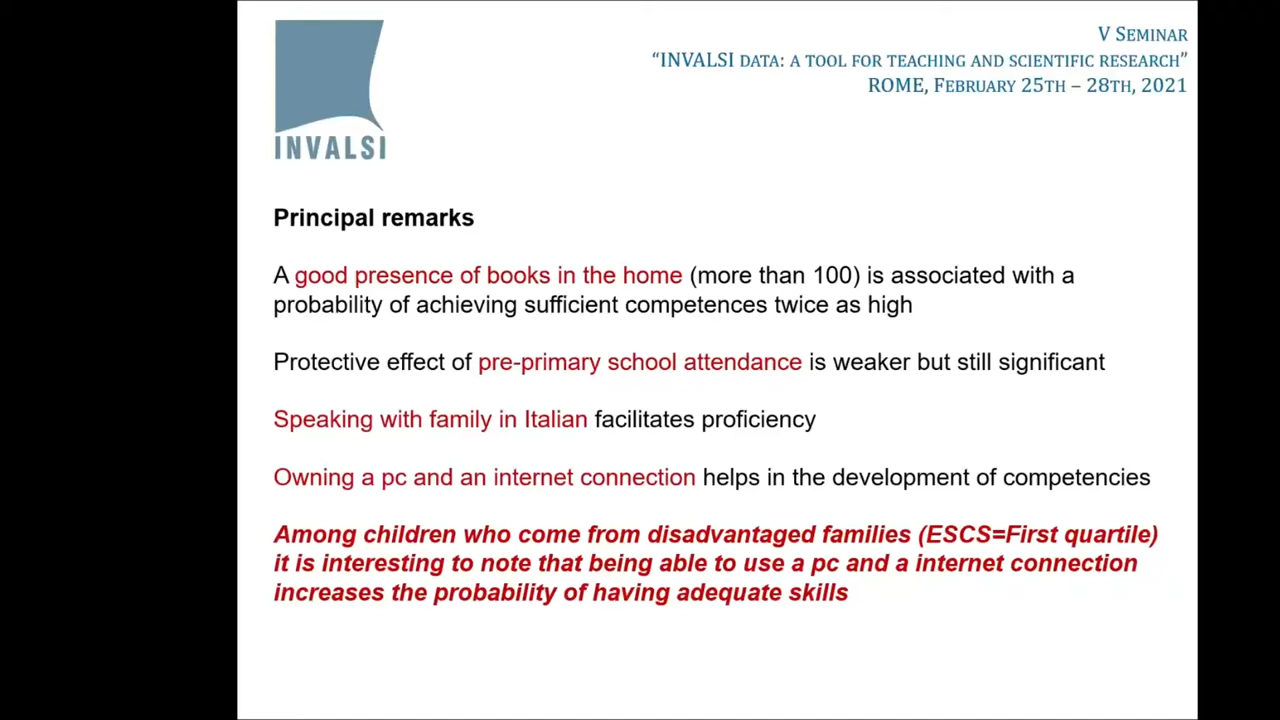 INVALSI
V SEMINAR
“INVALSI DATA: A TOOL FOR TEACHING AND SCIENTIFIC RESEARCH”
ROME, FEBRUARY 25TH – 28TH, 2021
Principal remarks
A good presence of books in the home (more than 100) is associated with a
probability of achieving sufficient competences twice as high
Protective effect of pre-primary school attendance is weaker but still significant
Speaking with family in Italian facilitates proficiency
Owning a pc and an internet connection helps in the development of competencies
Among children who come from disadvantaged families (ESCS=First quartile)
it is interesting to note that being able to use a pc and a internet connection
increases the probability of having adequate skills